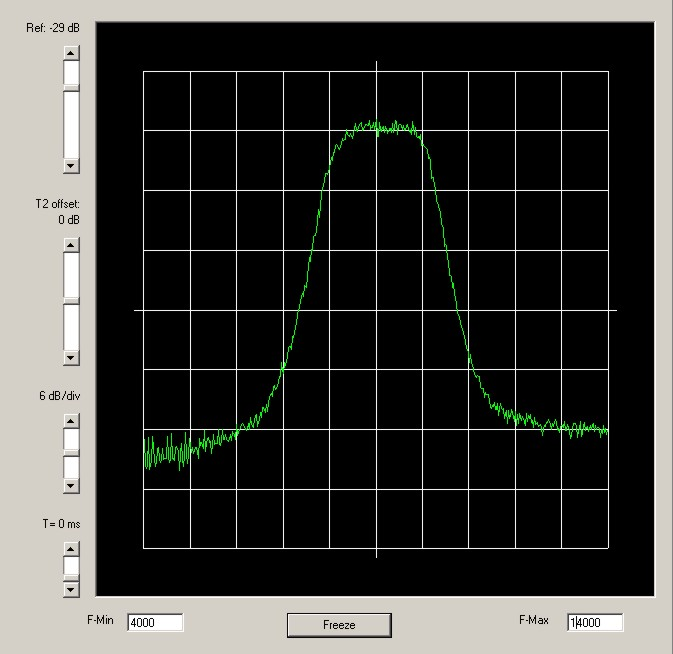 Ref: -29 dB
T2 offset:
0 dB
6 dB/div
T= 0 ms
F-Min 4000 Freeze F-Max 14000